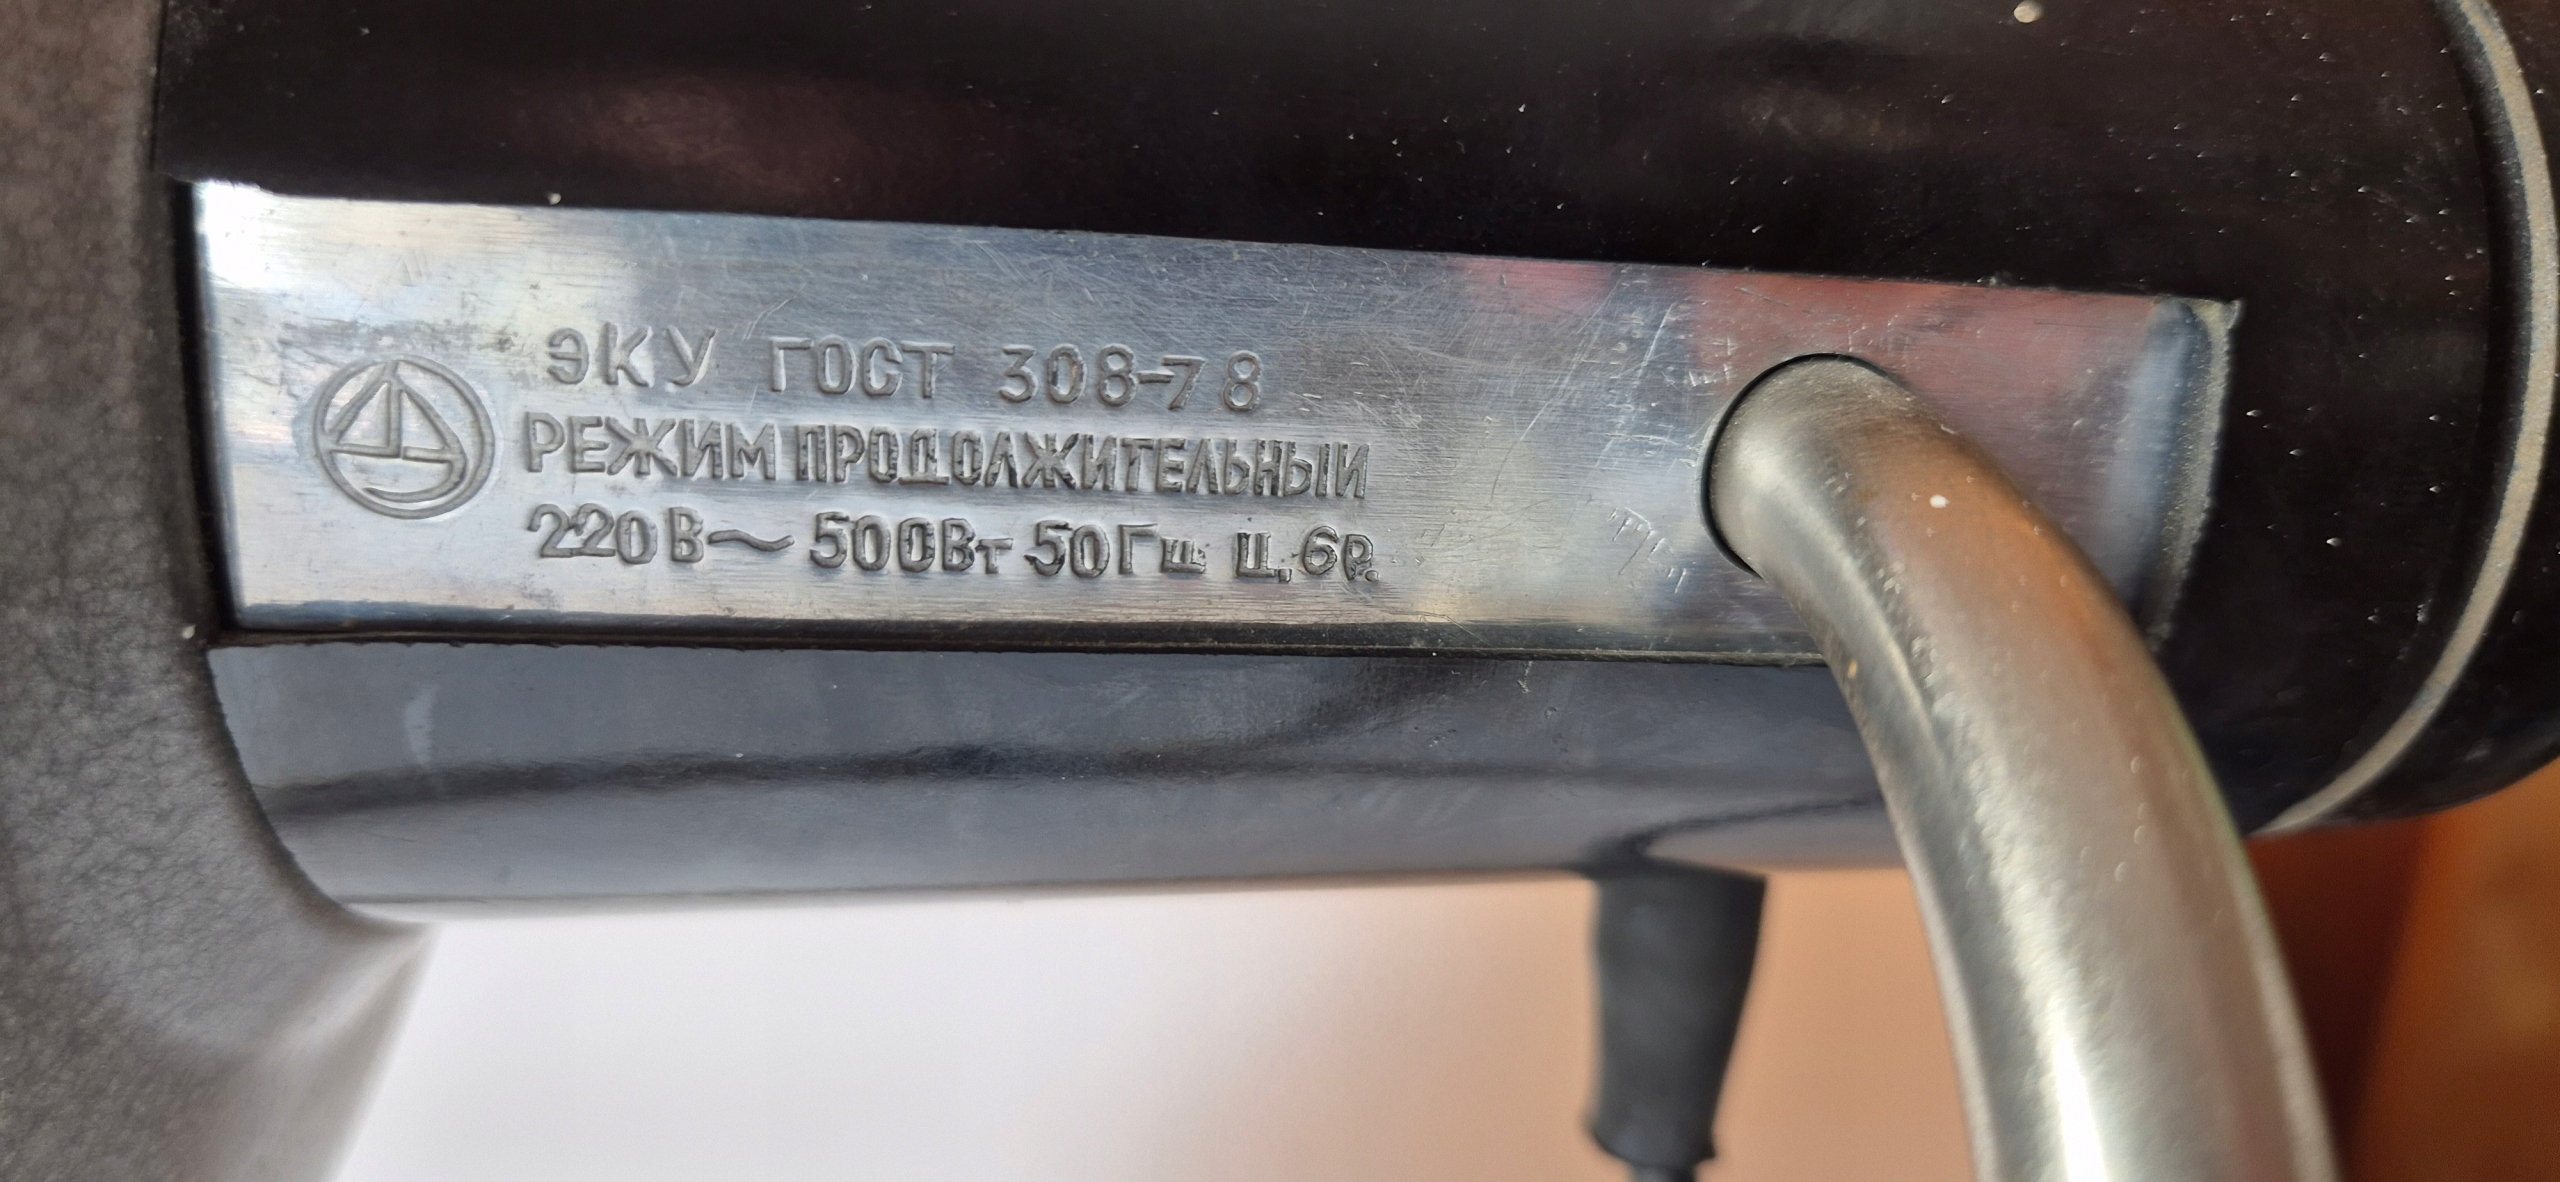 ЭКУ ГОСТ 308-78
РЕЖИМ ПРОДОЛЖИТЕЛЬНЫЙ
220В~ 500Вт 50Гц Ц.6р.